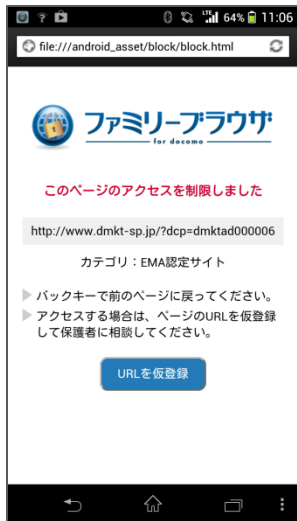 64% 11:06
file:///android_asset/block/block.html
ファミリーブラウザ
for docomo
このページのアクセスを制限しました
http://www.dmkt-sp.jp/?dcp=dmktad000006
カテゴリ：EMA認定サイト
バックキーで前のページに戻ってください。
アクセスする場合は、ページのURLを仮登録
して保護者に相談してください。
URLを仮登録